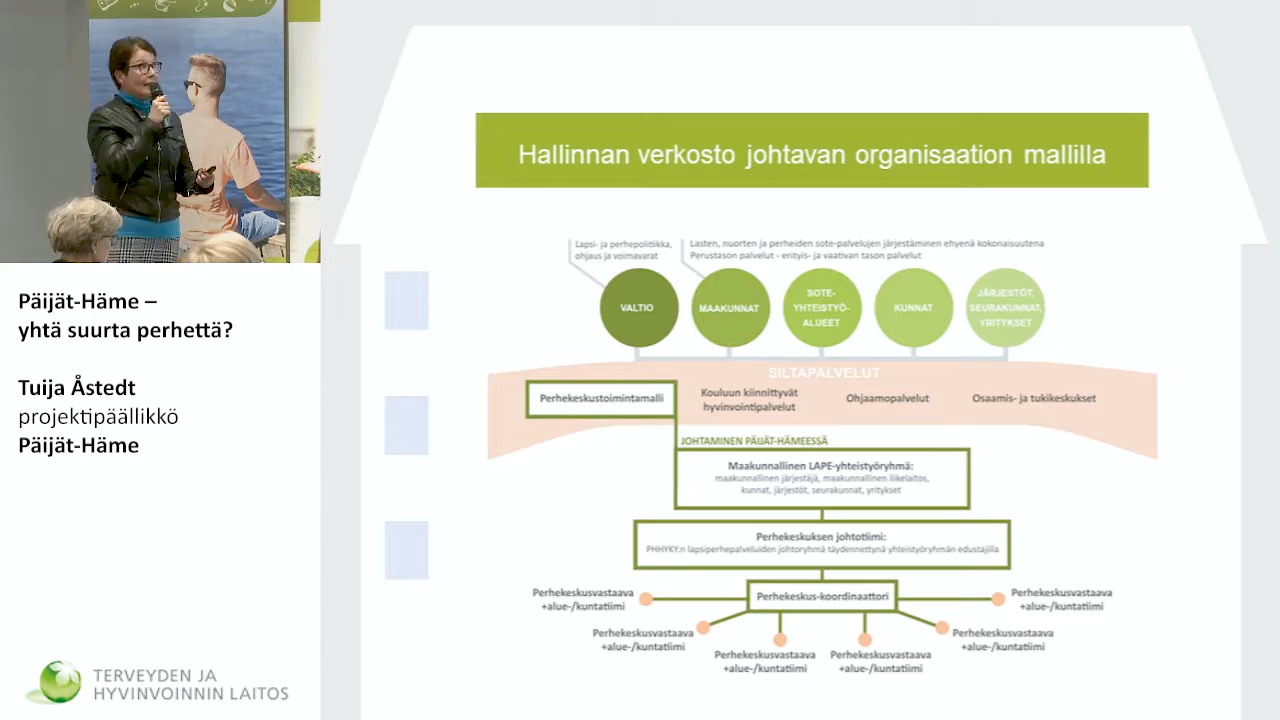 Päijät-Häme –
yhtä suurta perhettä?
Tuija Åstedt
projektipäällikkö
Päijät-Häme
TERVEYDEN JA
HYVINVOINNIN LAITOS
Hallinnan verkosto johtavan organisaation mallilla
Lapsi- ja perhepolitiikka,
ohjaus ja voimavarat
Lasten, nuorten ja perheiden sote-palvelujen järjestäminen ehyenä kokonaisuutena
Perustason palvelut - erityis- ja vaativan tason palvelut
VALTIO
MAAKUNNAT
SOTE-
YHTEISTYÖ-
ALUEET
KUNNAT
JÄRJESTÖT,
SEURAKUNNAT,
YRITYKSET
SILTAPALVELUT
Perhekeskustoimintamalli
Kouluun kiinnittyvät
hyvinvointipalvelut
Ohjaamopalvelut
Osaamis- ja tukikeskukset
JOHTAMINEN PÄIJÄT-HÄMEESSÄ
Maakunnallinen LAPE-yhteistyöryhmä:
maakunnallinen järjestäjä, maakunnallinen liikelaitos,
kunnat, järjestöt, seurakunnat, yritykset
Perhekeskuksen johtotiimi:
PHHYKY:n lapsiperhepalveluiden johtoryhmä täydennettynä yhteistyöryhmän edustajilla
Perhekeskus-koordinaattori
Perhekeskusvastaava
+alue-/kuntatiimi
Perhekeskusvastaava
+alue-/kuntatiimi
Perhekeskusvastaava
+alue-/kuntatiimi
Perhekeskusvastaava
+alue-/kuntatiimi
Perhekeskusvastaava
+alue-/kuntatiimi
Perhekeskusvastaava
+alue-/kuntatiimi